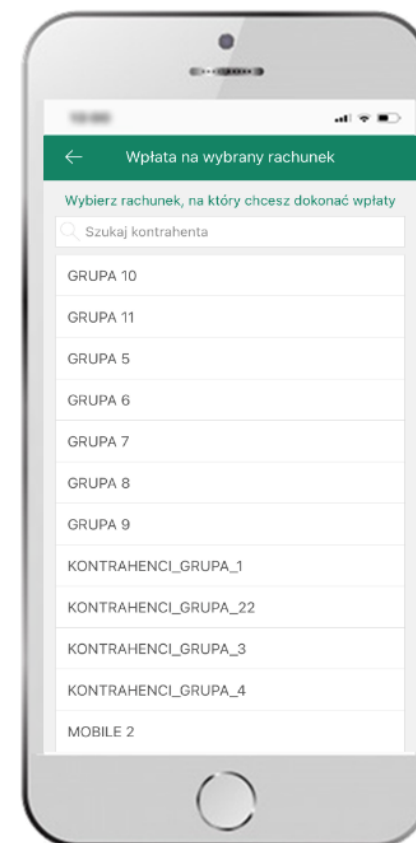 Wpłata na wybrany rachunek
Wybierz rachunek, na który chcesz dokonać wpłaty
Szukaj kontrahenta
GRUPA 10
GRUPA 11
GRUPA 5
GRUPA 6
GRUPA 7
GRUPA 8
GRUPA 9
KONTRAHENCI_GRUPA_1
KONTRAHENCI_GRUPA_22
KONTRAHENCI_GRUPA_3
KONTRAHENCI_GRUPA_4
MOBILE 2